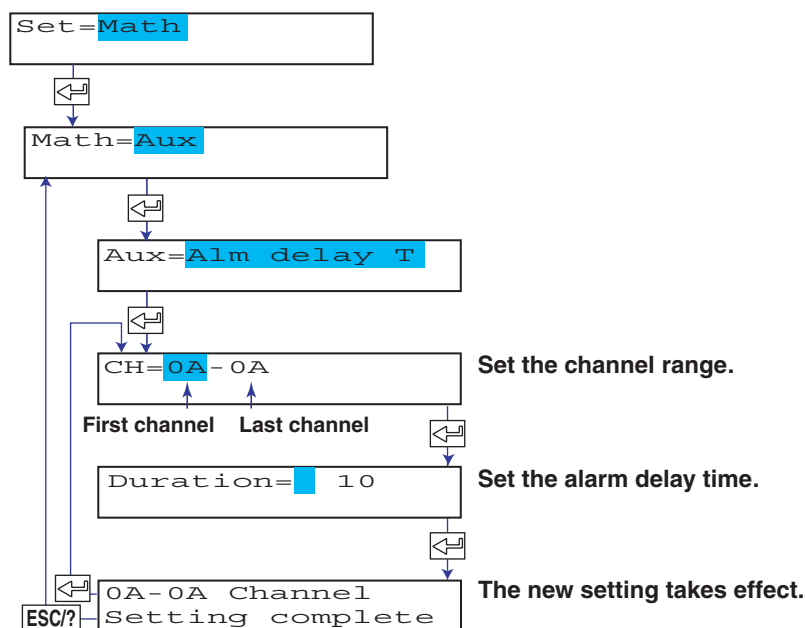 Set=Math
Math=Aux
Aux=Alm delay T
CH=0A-0A
Set the channel range.
First channel Last channel
Duration= 10
Set the alarm delay time.
0A-0A Channel
The new setting takes effect.
ESC/?
Setting complete